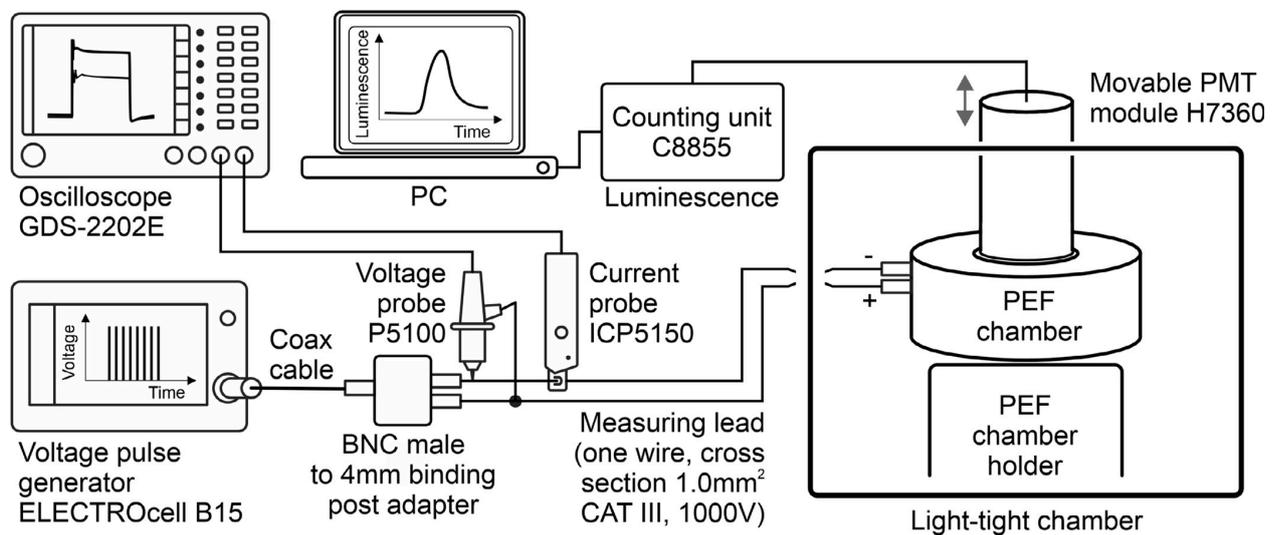 Oscilloscope
GDS-2202E
Luminescence
Time
PC
Counting unit
C8855
Luminescence
Movable PMT
module H7360
Voltage
Time
Voltage pulse
generator
ELECTROcell B15
Coax
cable
BNC male
to 4mm binding
post adapter
Voltage
probe
P5100
Current
probe
ICP5150
Measuring lead
(one wire, cross
section 1.0mm²
CAT III, 1000V)
-
+
PEF
chamber
PEF
chamber
holder
Light-tight chamber